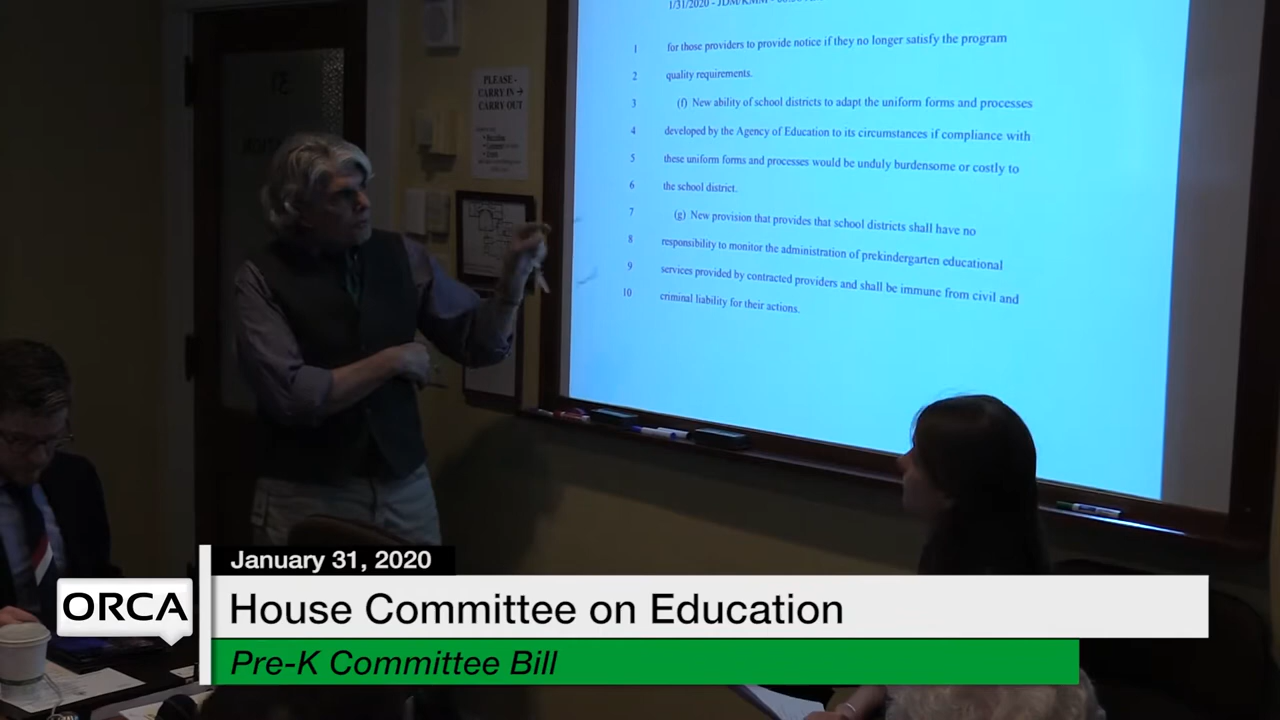 1/31/2020 - JDM/KMM -
1 for those providers to provide notice if they no longer satisfy the program
2 quality requirements.
3 (f) New ability of school districts to adapt the uniform forms and processes
4 developed by the Agency of Education to its circumstances if compliance with
5 these uniform forms and processes would be unduly burdensome or costly to
6 the school district.
7 (g) New provision that provides that school districts shall have no
8 responsibility to monitor the administration of prekindergarten educational
9 services provided by contracted providers and shall be immune from civil and
10 criminal liability for their actions.
PLEASE -
CARRY IN →
CARRY OUT
January 31, 2020
ORCA
House Committee on Education
Pre-K Committee Bill